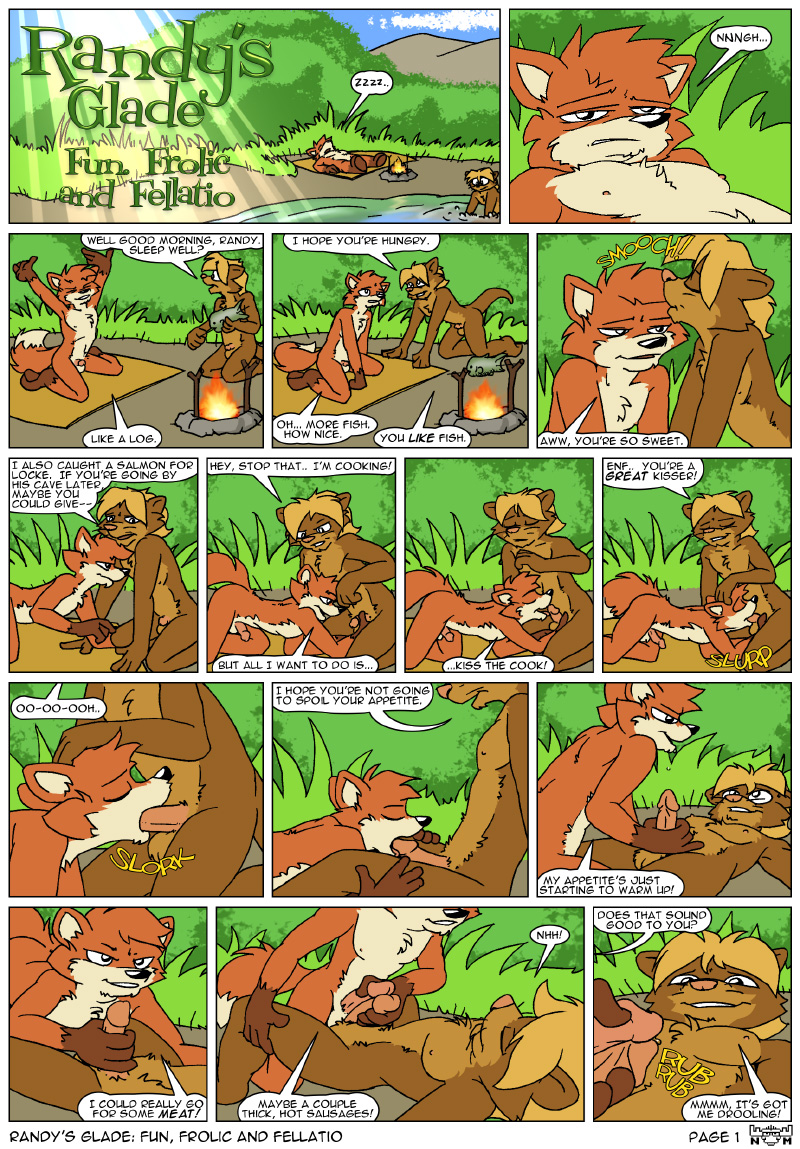 Randy's
Glade
Fun, Frolic
and Fellatio
ZZZZ..
NNNGH...
WELL GOOD MORNING, RANDY.
SLEEP WELL?
LIKE A LOG.
I HOPE YOU'RE HUNGRY.
OH... MORE FISH.
HOW NICE.
YOU LIKE FISH.
SMOOCH!!
AWW, YOU'RE SO SWEET.
I ALSO CAUGHT A SALMON FOR
LOCKE. IF YOU'RE GOING BY
HIS CAVE LATER,
MAYBE YOU
COULD GIVE--
HEY, STOP THAT.. I'M COOKING!
BUT ALL I WANT TO DO IS...
...KISS THE COOK!
ENF.. YOU'RE A
GREAT KISSER!
SLURP
OO-OO-OOH..
SLORK
I HOPE YOU'RE NOT GOING
TO SPOIL YOUR APPETITE.
MY APPETITE'S JUST
STARTING TO WARM UP!
I COULD REALLY GO
FOR SOME MEAT!
NHH!
MAYBE A COUPLE
THICK, HOT SAUSAGES!
DOES THAT SOUND
GOOD TO YOU?
RUB
RUB
MMMM, IT'S GOT
ME DROOLING!
RANDY'S GLADE: FUN, FROLIC AND FELLATIO
PAGE 1
N M